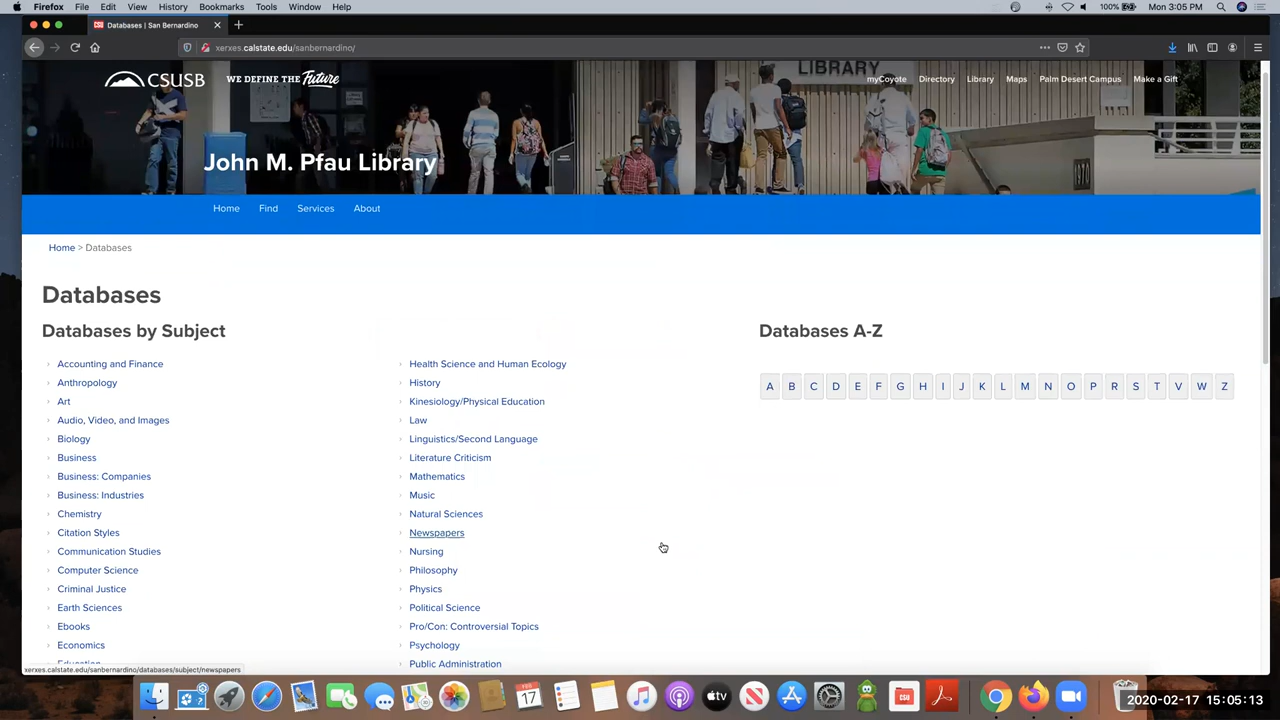 Firefox File Edit View History Bookmarks Tools Window Help 100% Mon 3:05 PM
CSU Databases | San Bernardino
xerxes.calstate.edu/sanbernardino/
CSUSB WE DEFINE THE Future LIBRARY myCoyote Directory Library Maps Palm Desert Campus Make a Gift
John M. Pfau Library
Home Find Services About
Home > Databases
Databases
Databases by Subject
Accounting and Finance
Anthropology
Art
Audio, Video, and Images
Biology
Business
Business: Companies
Business: Industries
Chemistry
Citation Styles
Communication Studies
Computer Science
Criminal Justice
Earth Sciences
Ebooks
Economics
Education
Health Science and Human Ecology
History
Kinesiology/Physical Education
Law
Linguistics/Second Language
Literature Criticism
Mathematics
Music
Natural Sciences
Newspapers
Nursing
Philosophy
Physics
Political Science
Pro/Con: Controversial Topics
Psychology
Public Administration
Databases A-Z
A B C D E F G H I J K L M N O P R S T V W Z
xerxes.calstate.edu/sanbernardino/databases/subject/newspapers
FEB
17
tv
CSU
2020-02-17 15:05:13